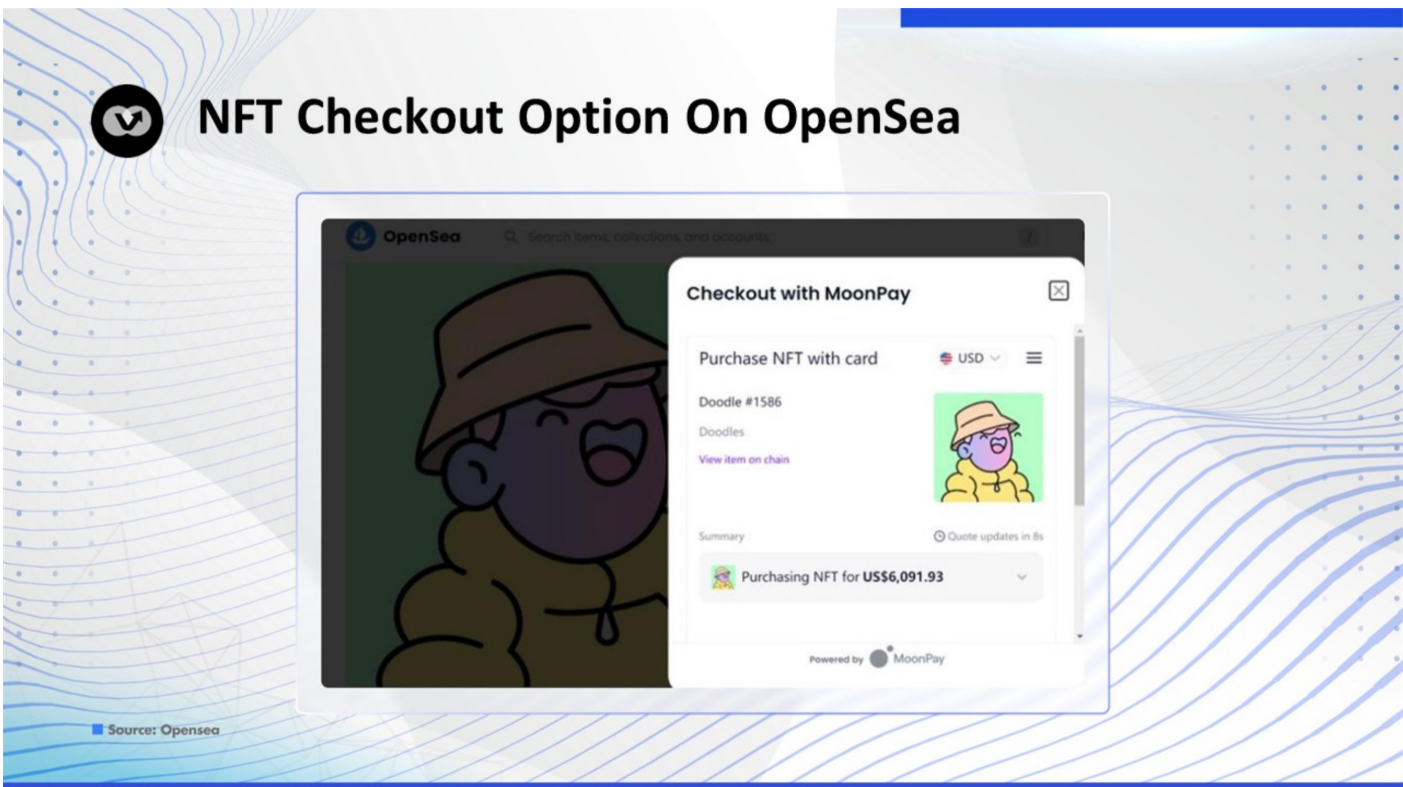 NFT Checkout Option On OpenSea
OpenSea
Search items, collections, and accounts
/
Checkout with MoonPay
Purchase NFT with card
USD
Doodle #1586
Doodles
View item on chain
Summary
Quote updates in 8s
Purchasing NFT for US$6,091.93
Powered by MoonPay
Source: Opensea